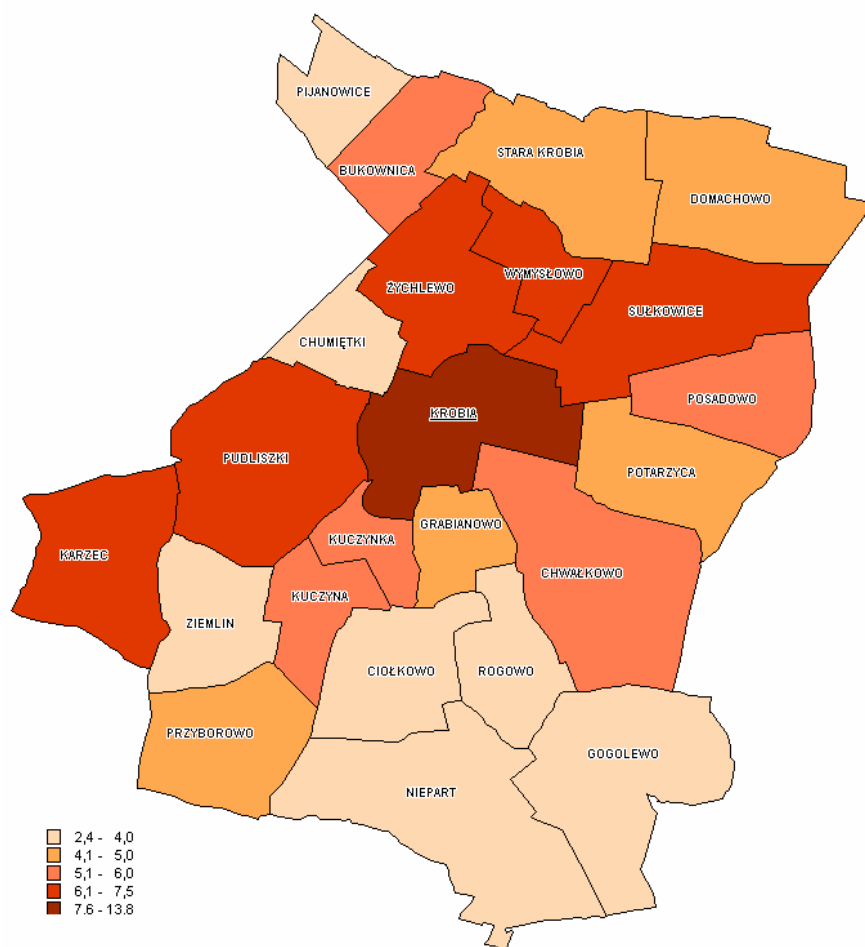 PIJANOWICE
BUKOWNICA
STARA KROBIA
DOMACHOWO
ŻYCHLEWO
WYMYSŁOWO
SUŁKOWICE
CHUMIĘTKI
POSADOWO
KROBIA
PUDLISZKI
POTARZYCA
GRABIANOWO
KUCZYNKA
KARZEC
CHWAŁKOWO
KUCZYNA
ZIEMLIN
CIOŁKOWO
ROGOWO
PRZYBOROWO
GOGOLEWO
NIEPART
2,4 - 4,0
4,1 - 5,0
5,1 - 6,0
6,1 - 7,5
7.6 - 13.8